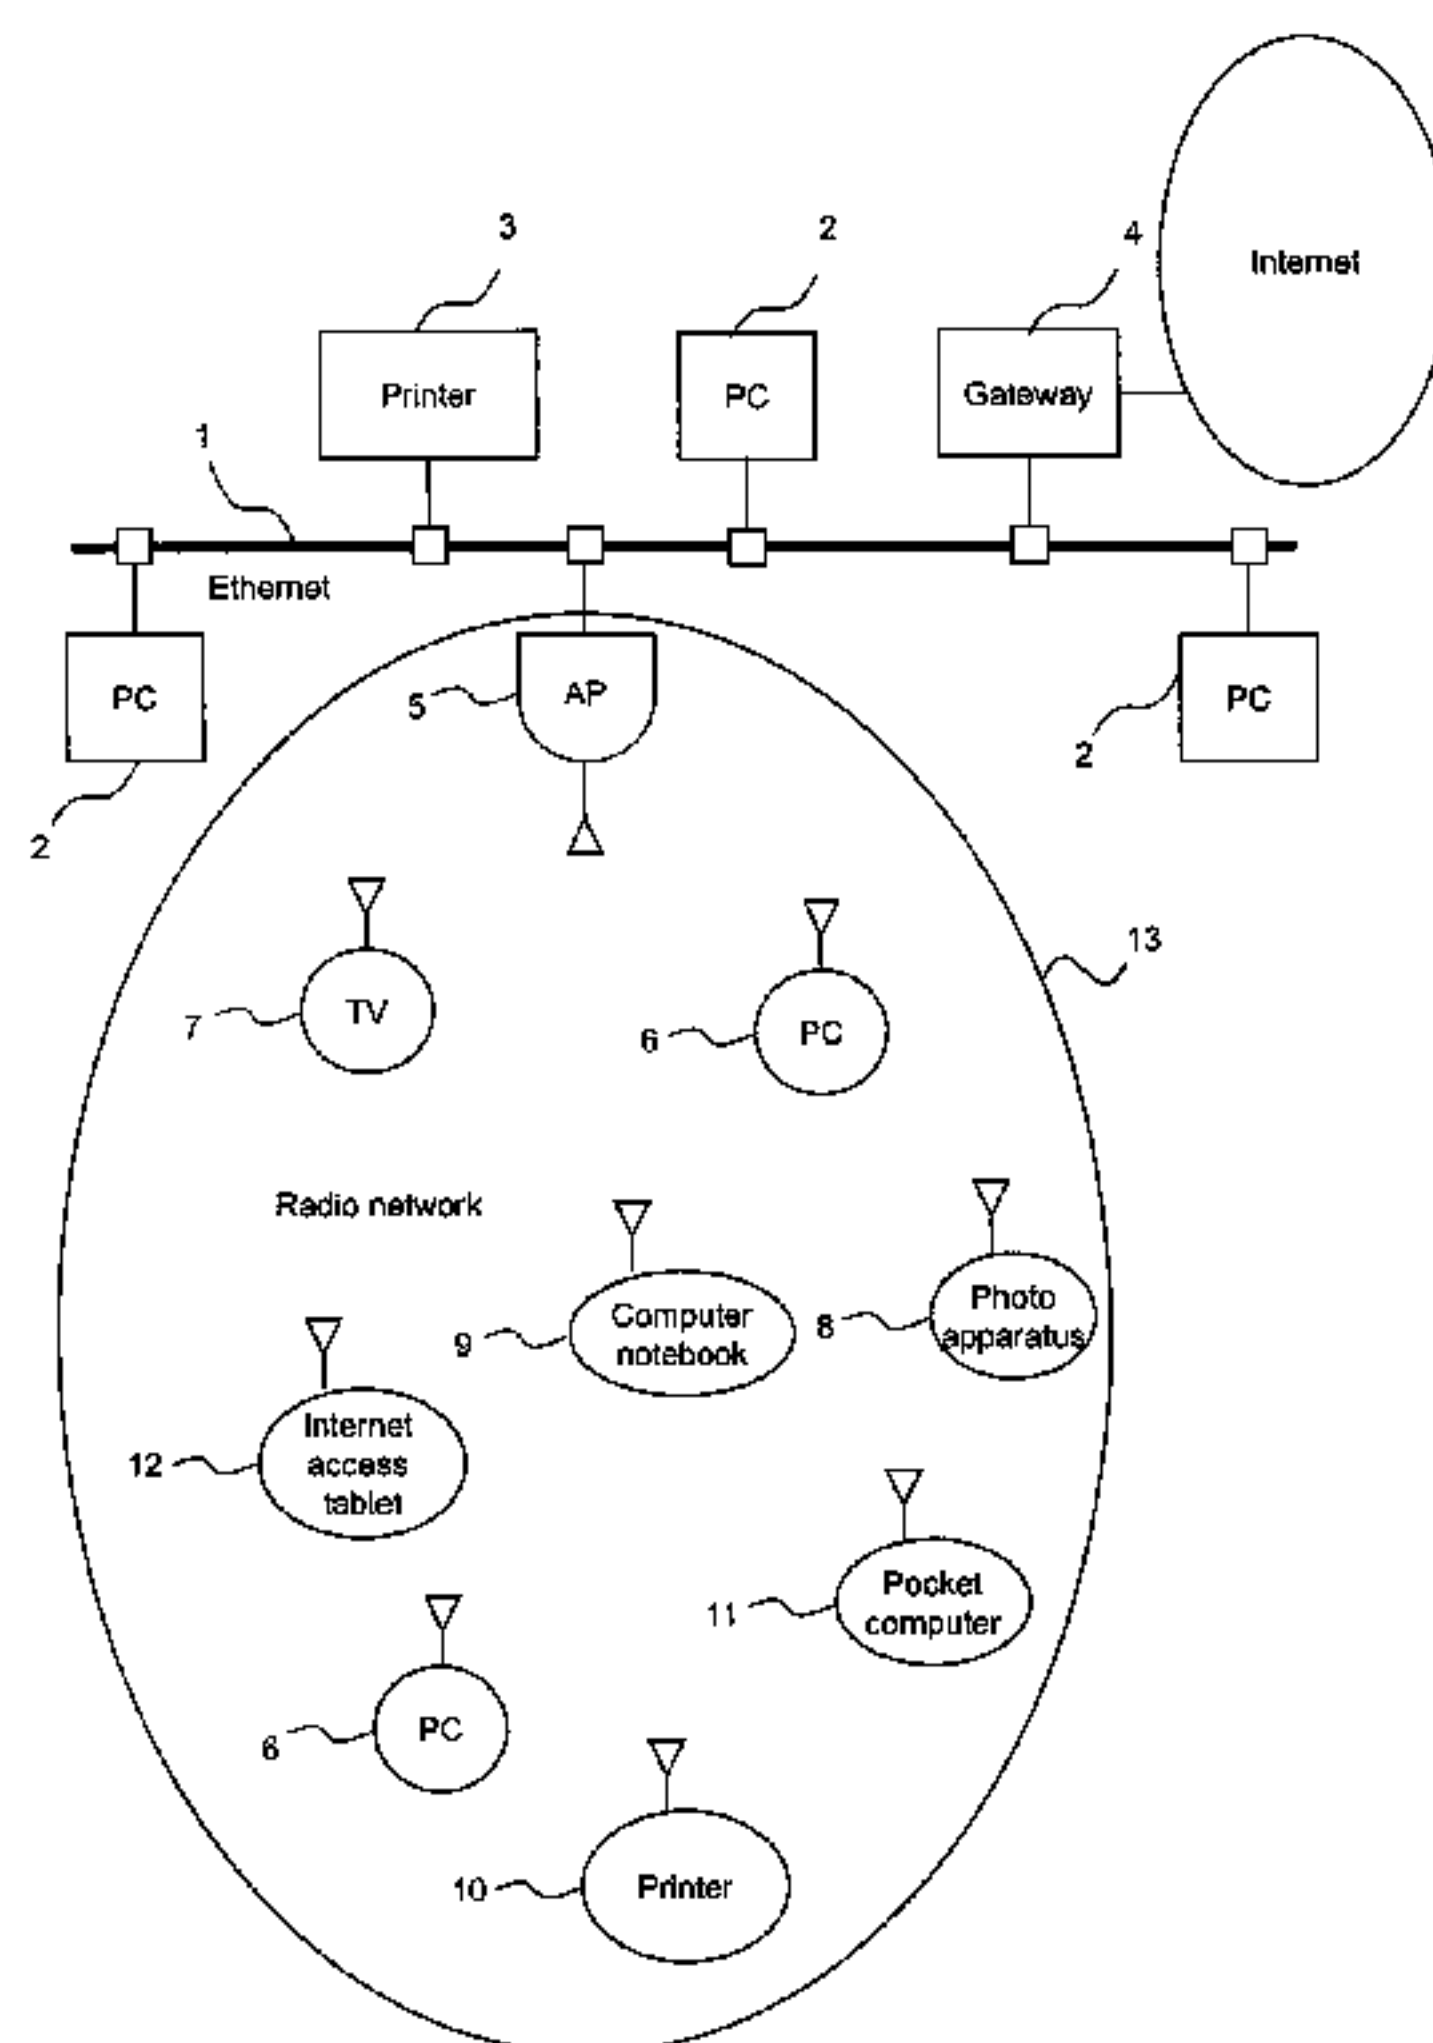 3
2
4
Internet
Printer
PC
Gateway
1
Ethernet
PC
5
AP
PC
2
2
13
7
TV
6
PC
Radio network
Photo
apparatus
8
Computer
notebook
9
Internet
access
tablet
12
Pocket
computer
11
6
PC
10
Printer